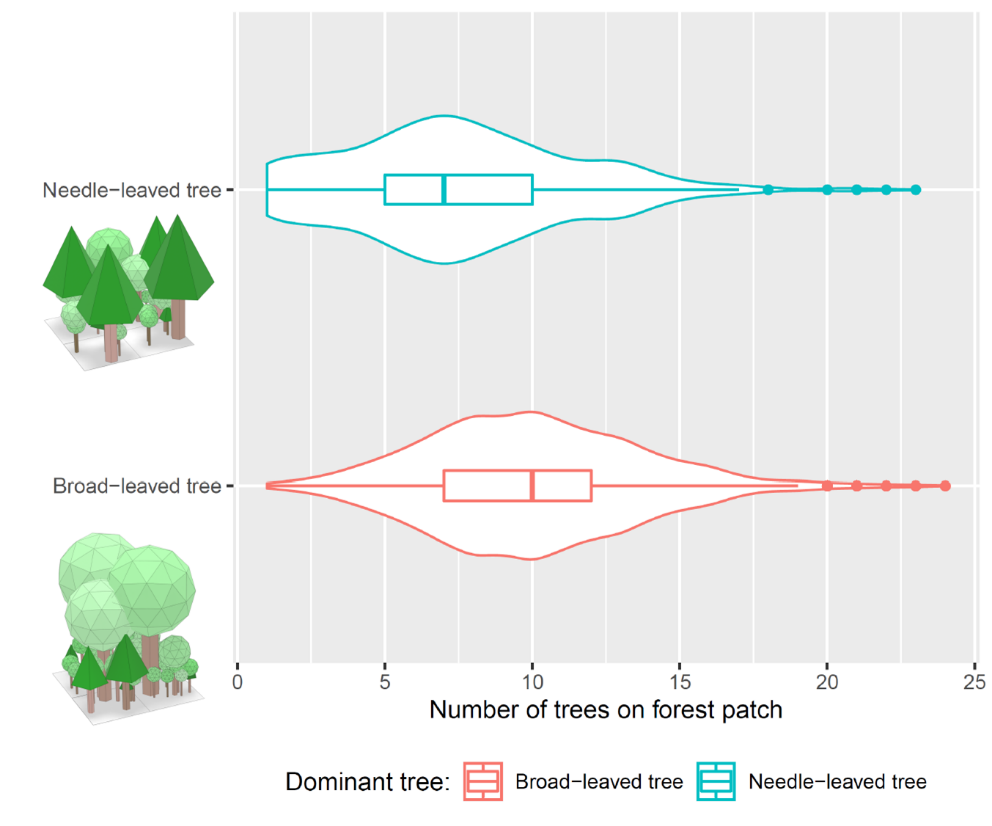 Needle−leaved tree
Broad−leaved tree
0 5 10 15 20 25
Number of trees on forest patch
Dominant tree: Broad−leaved tree Needle−leaved tree